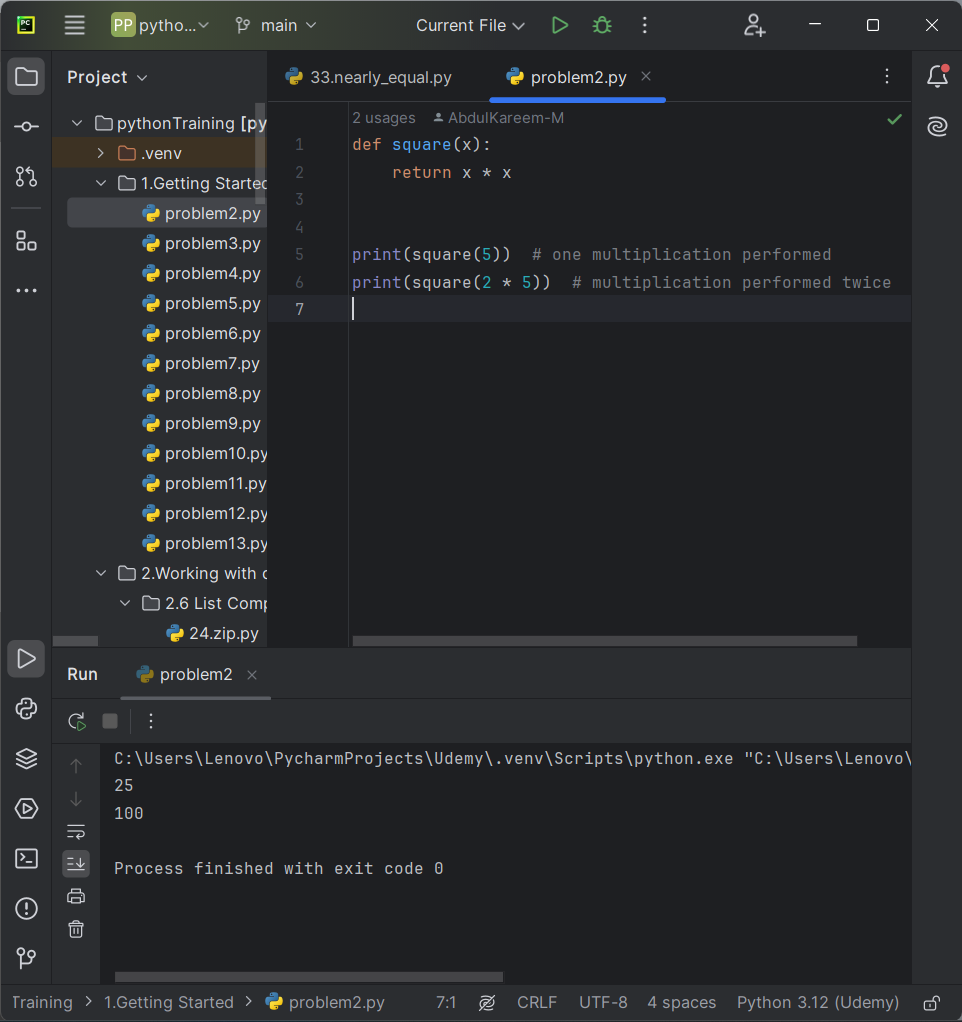 PP pytho... main Current File
Project
33.nearly_equal.py problem2.py
pythonTraining [py
.venv
1.Getting Started
problem2.py
problem3.py
problem4.py
problem5.py
problem6.py
problem7.py
problem8.py
problem9.py
problem10.py
problem11.py
problem12.py
problem13.py
2.Working with
2.6 List Comp
24.zip.py
2 usages AbdulKareem-M
1 def square(x):
2     return x * x
3
4
5 print(square(5))  # one multiplication performed
6 print(square(2 * 5))  # multiplication performed twice
7
Run problem2
C:\Users\Lenovo\PycharmProjects\Udemy\.venv\Scripts\python.exe "C:\Users\Lenovo\
25
100
Process finished with exit code 0
Training > 1.Getting Started > problem2.py 7:1 CRLF UTF-8 4 spaces Python 3.12 (Udemy)